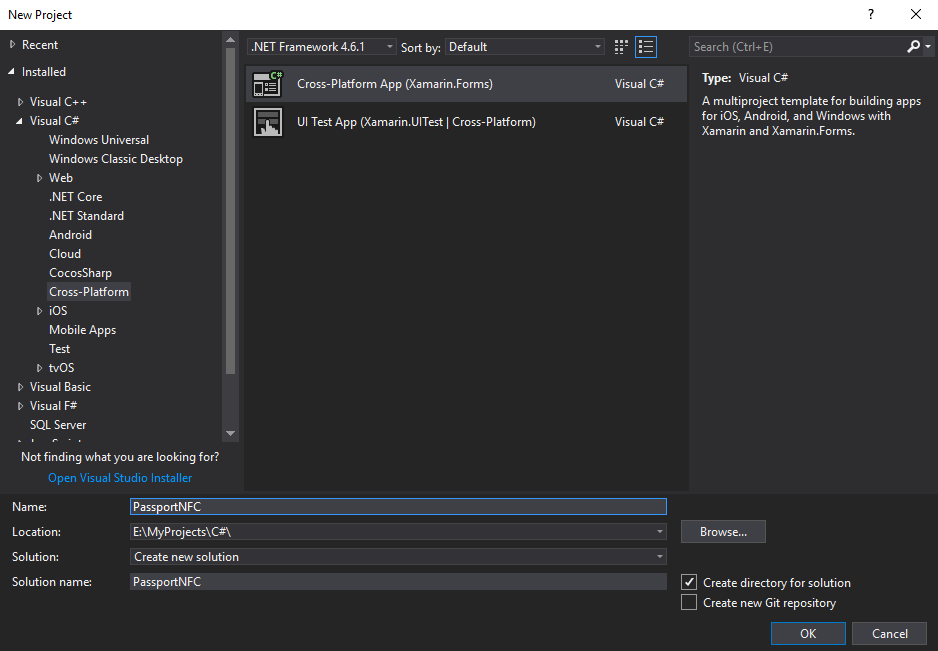 New Project
?
Recent
Installed
Visual C++
Visual C#
Windows Universal
Windows Classic Desktop
Web
.NET Core
.NET Standard
Android
Cloud
CocosSharp
Cross-Platform
iOS
Mobile Apps
Test
tvOS
Visual Basic
Visual F#
SQL Server
Not finding what you are looking for?
Open Visual Studio Installer
.NET Framework 4.6.1
Sort by:
Default
Search (Ctrl+E)
C#
Cross-Platform App (Xamarin.Forms)
Visual C#
UI Test App (Xamarin.UITest | Cross-Platform)
Visual C#
Type: Visual C#
A multiproject template for building apps
for iOS, Android, and Windows with
Xamarin and Xamarin.Forms.
Name:
PassportNFC
Location:
E:\MyProjects\C#\
Browse...
Solution:
Create new solution
Solution name:
PassportNFC
Create directory for solution
Create new Git repository
OK
Cancel